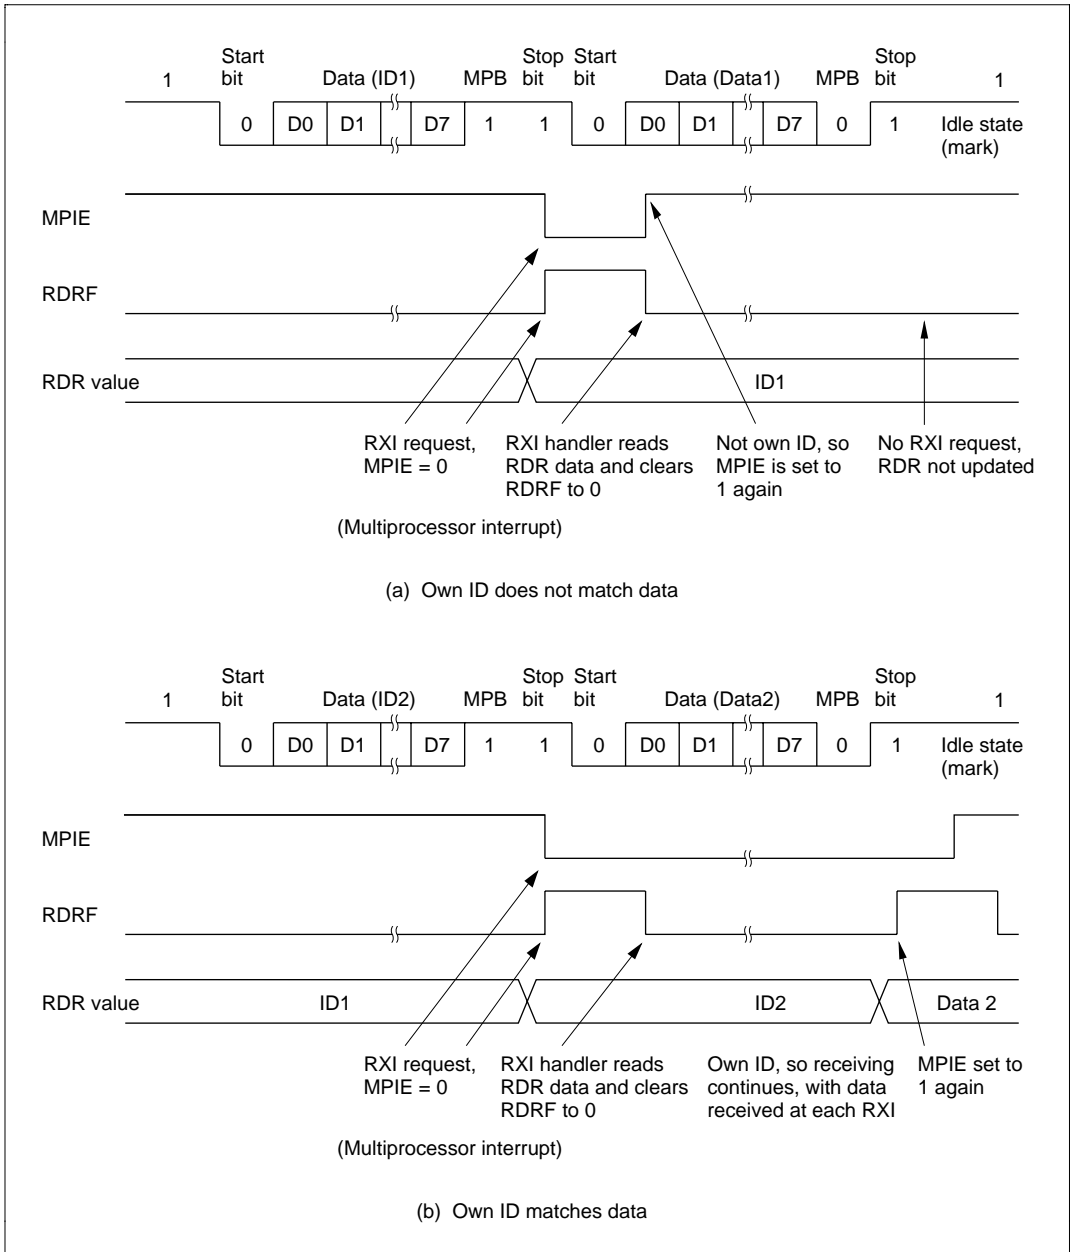 Start Stop Start Stop
1 bit Data (ID1) MPB bit bit Data (Data1) MPB bit 1
0 D0 D1 D7 1 1 0 D0 D1 D7 0 1 Idle state
(mark)
MPIE
RDRF
RDR value ID1
RXI request, RXI handler reads Not own ID, so No RXI request,
MPIE = 0 RDR data and clears MPIE is set to RDR not updated
RDRF to 0 1 again
(Multiprocessor interrupt)
(a) Own ID does not match data
Start Stop Start Stop
1 bit Data (ID2) MPB bit bit Data (Data2) MPB bit 1
0 D0 D1 D7 1 1 0 D0 D1 D7 0 1 Idle state
(mark)
MPIE
RDRF
RDR value ID1 ID2 Data 2
RXI request, RXI handler reads Own ID, so receiving MPIE set to
MPIE = 0 RDR data and clears continues, with data 1 again
RDRF to 0 received at each RXI
(Multiprocessor interrupt)
(b) Own ID matches data